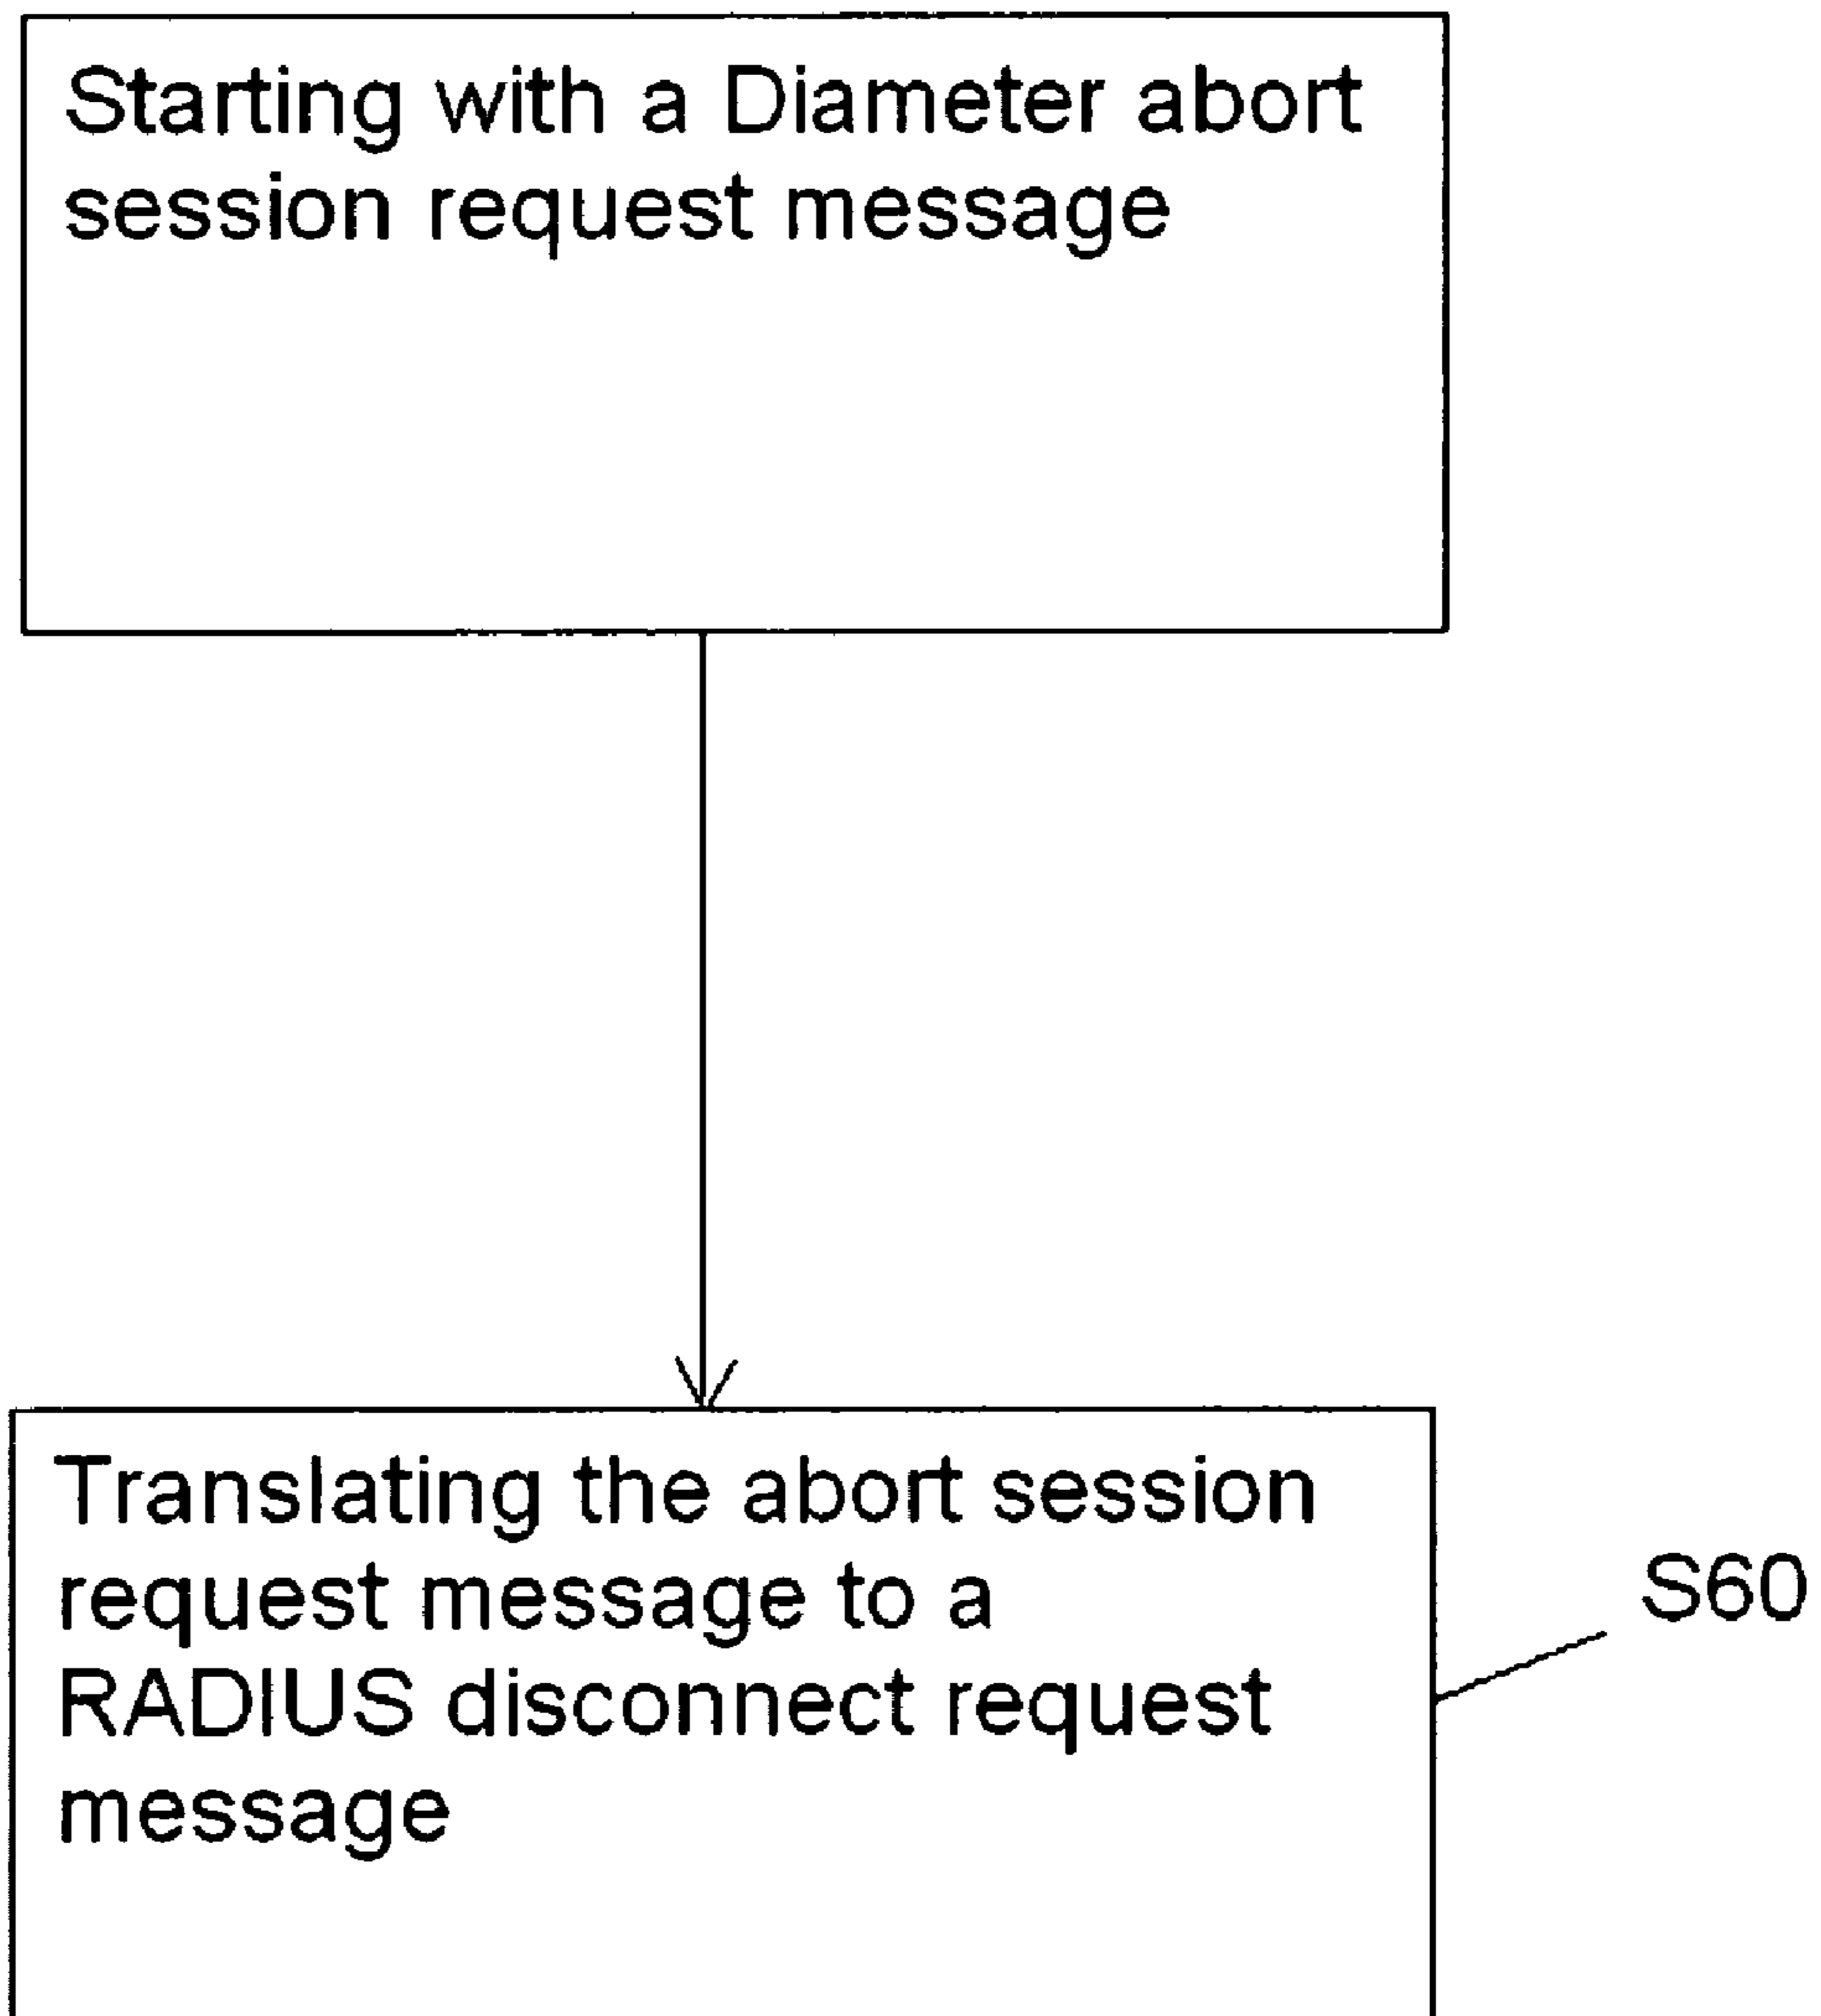 Starting with a Diameter abort
session request message
Translating the abort session
request message to a
RADIUS disconnect request
message
S60